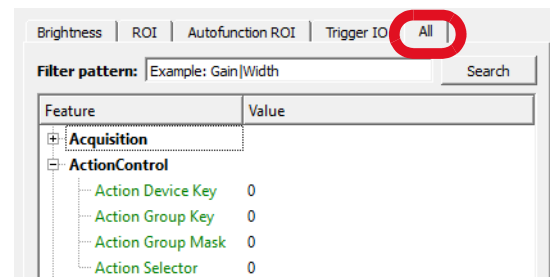 Brightness ROI Autofunction ROI Trigger IO All
Filter pattern: Example: Gain|Width Search
Feature Value
Acquisition
ActionControl
Action Device Key 0
Action Group Key 0
Action Group Mask 0
Action Selector 0